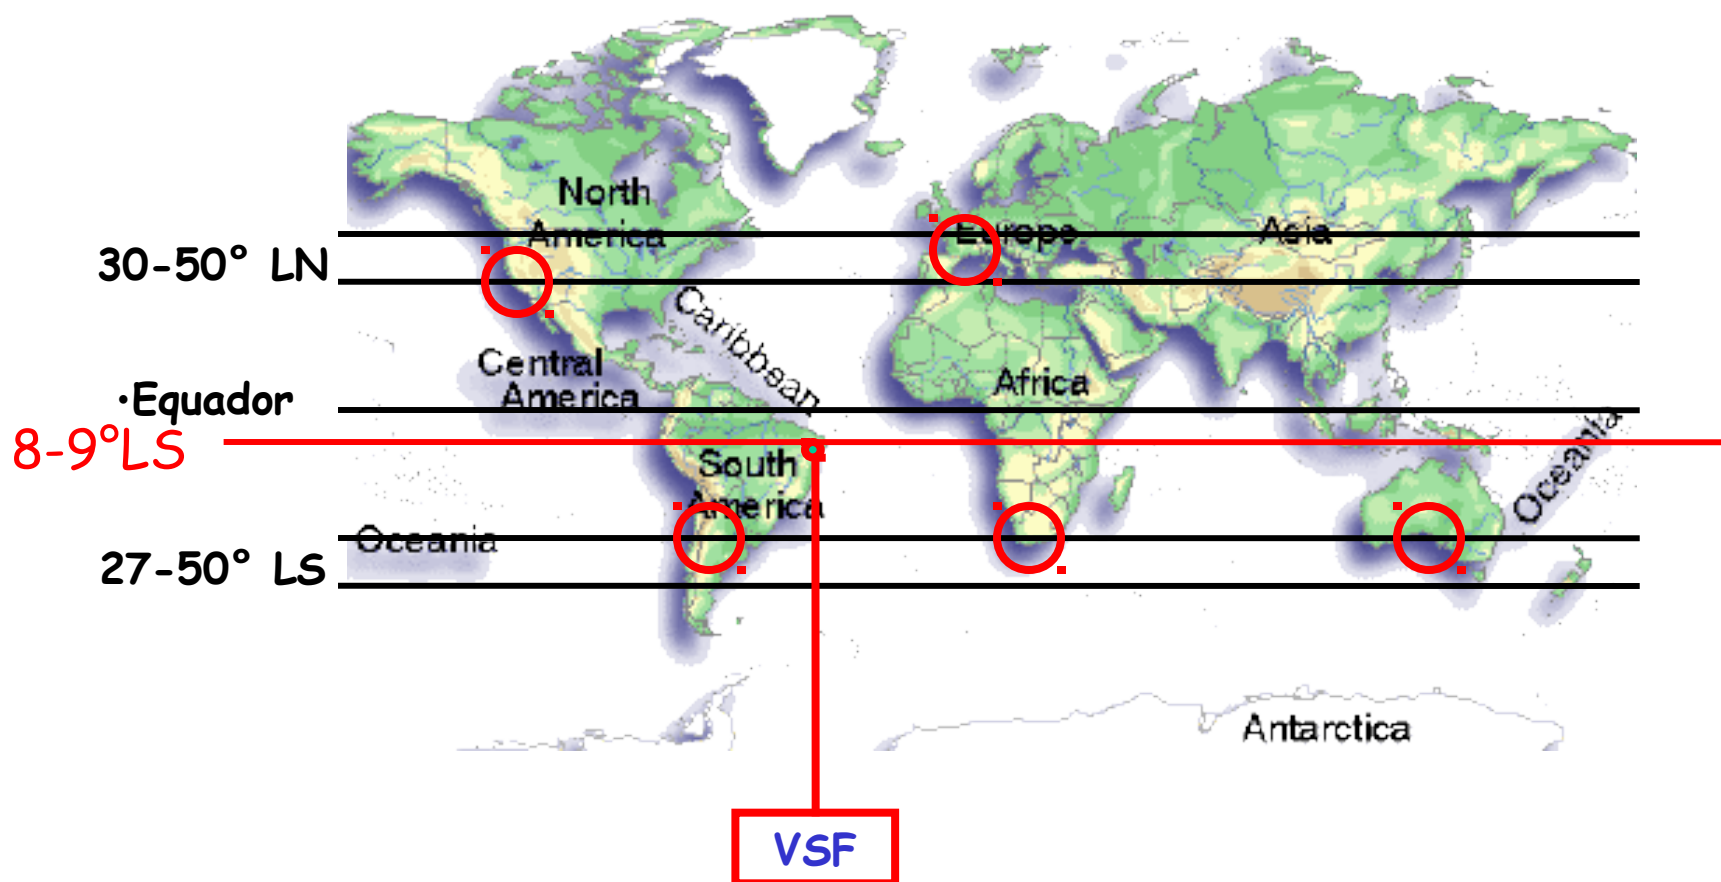 North
America
Europe
Asia
30-50° LN
Caribbean
Central
America
Africa
•Equador
8-9°LS
South
America
Oceania
Oceania
27-50° LS
Antarctica
VSF